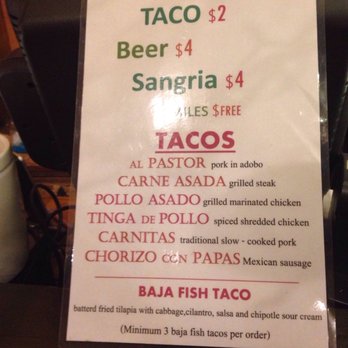 TACO $2
Beer $4
Sangria $4
MILES $FREE
TACOS
AL PASTOR pork in adobo
CARNE ASADA grilled steak
POLLO ASADO grilled marinated chicken
TINGA DE POLLO spiced shredded chicken
CARNITAS traditional slow - cooked pork
CHORIZO CON PAPAS Mexican sausage
BAJA FISH TACO
batterd fried tilapia with cabbage,cilantro, salsa and chipotle sour cream
(Minimum 3 baja fish tacos per order)